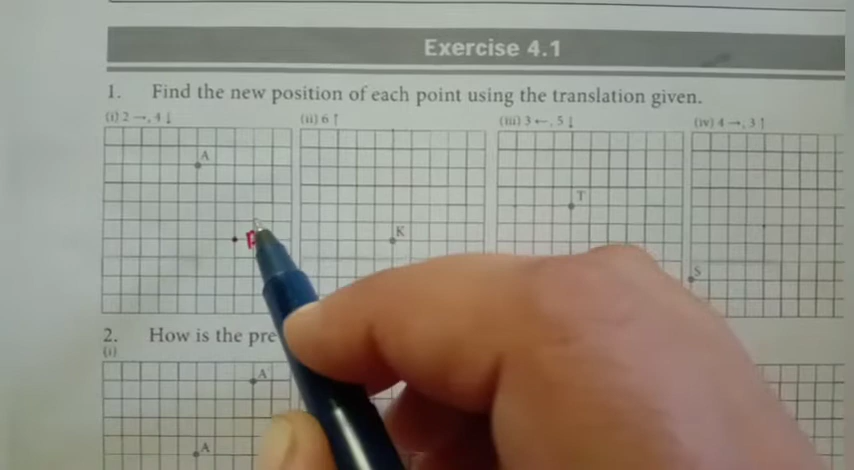 Exercise 4.1
1. Find the new position of each point using the translation given.
(i) 2 →, 4 ↓
(ii) 6 ↑
(iii) 3 ←, 5 ↓
(iv) 4 →, 3 ↑
A
K
T
S
2. How is the pre
(i)
A
A